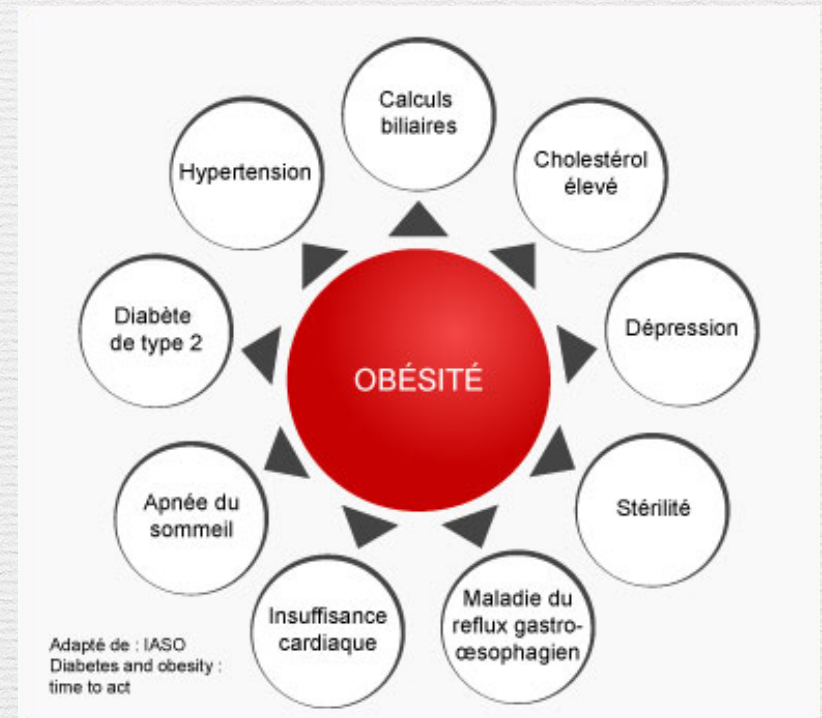 Calculs
biliaires
Cholestérol
élevé
Dépression
Stérilité
Maladie du
reflux gastro-
œsophagien
Insuffisance
cardiaque
Apnée du
sommeil
Diabète
de type 2
Hypertension
OBÉSITÉ
Adapté de : IASO
Diabetes and obesity :
time to act